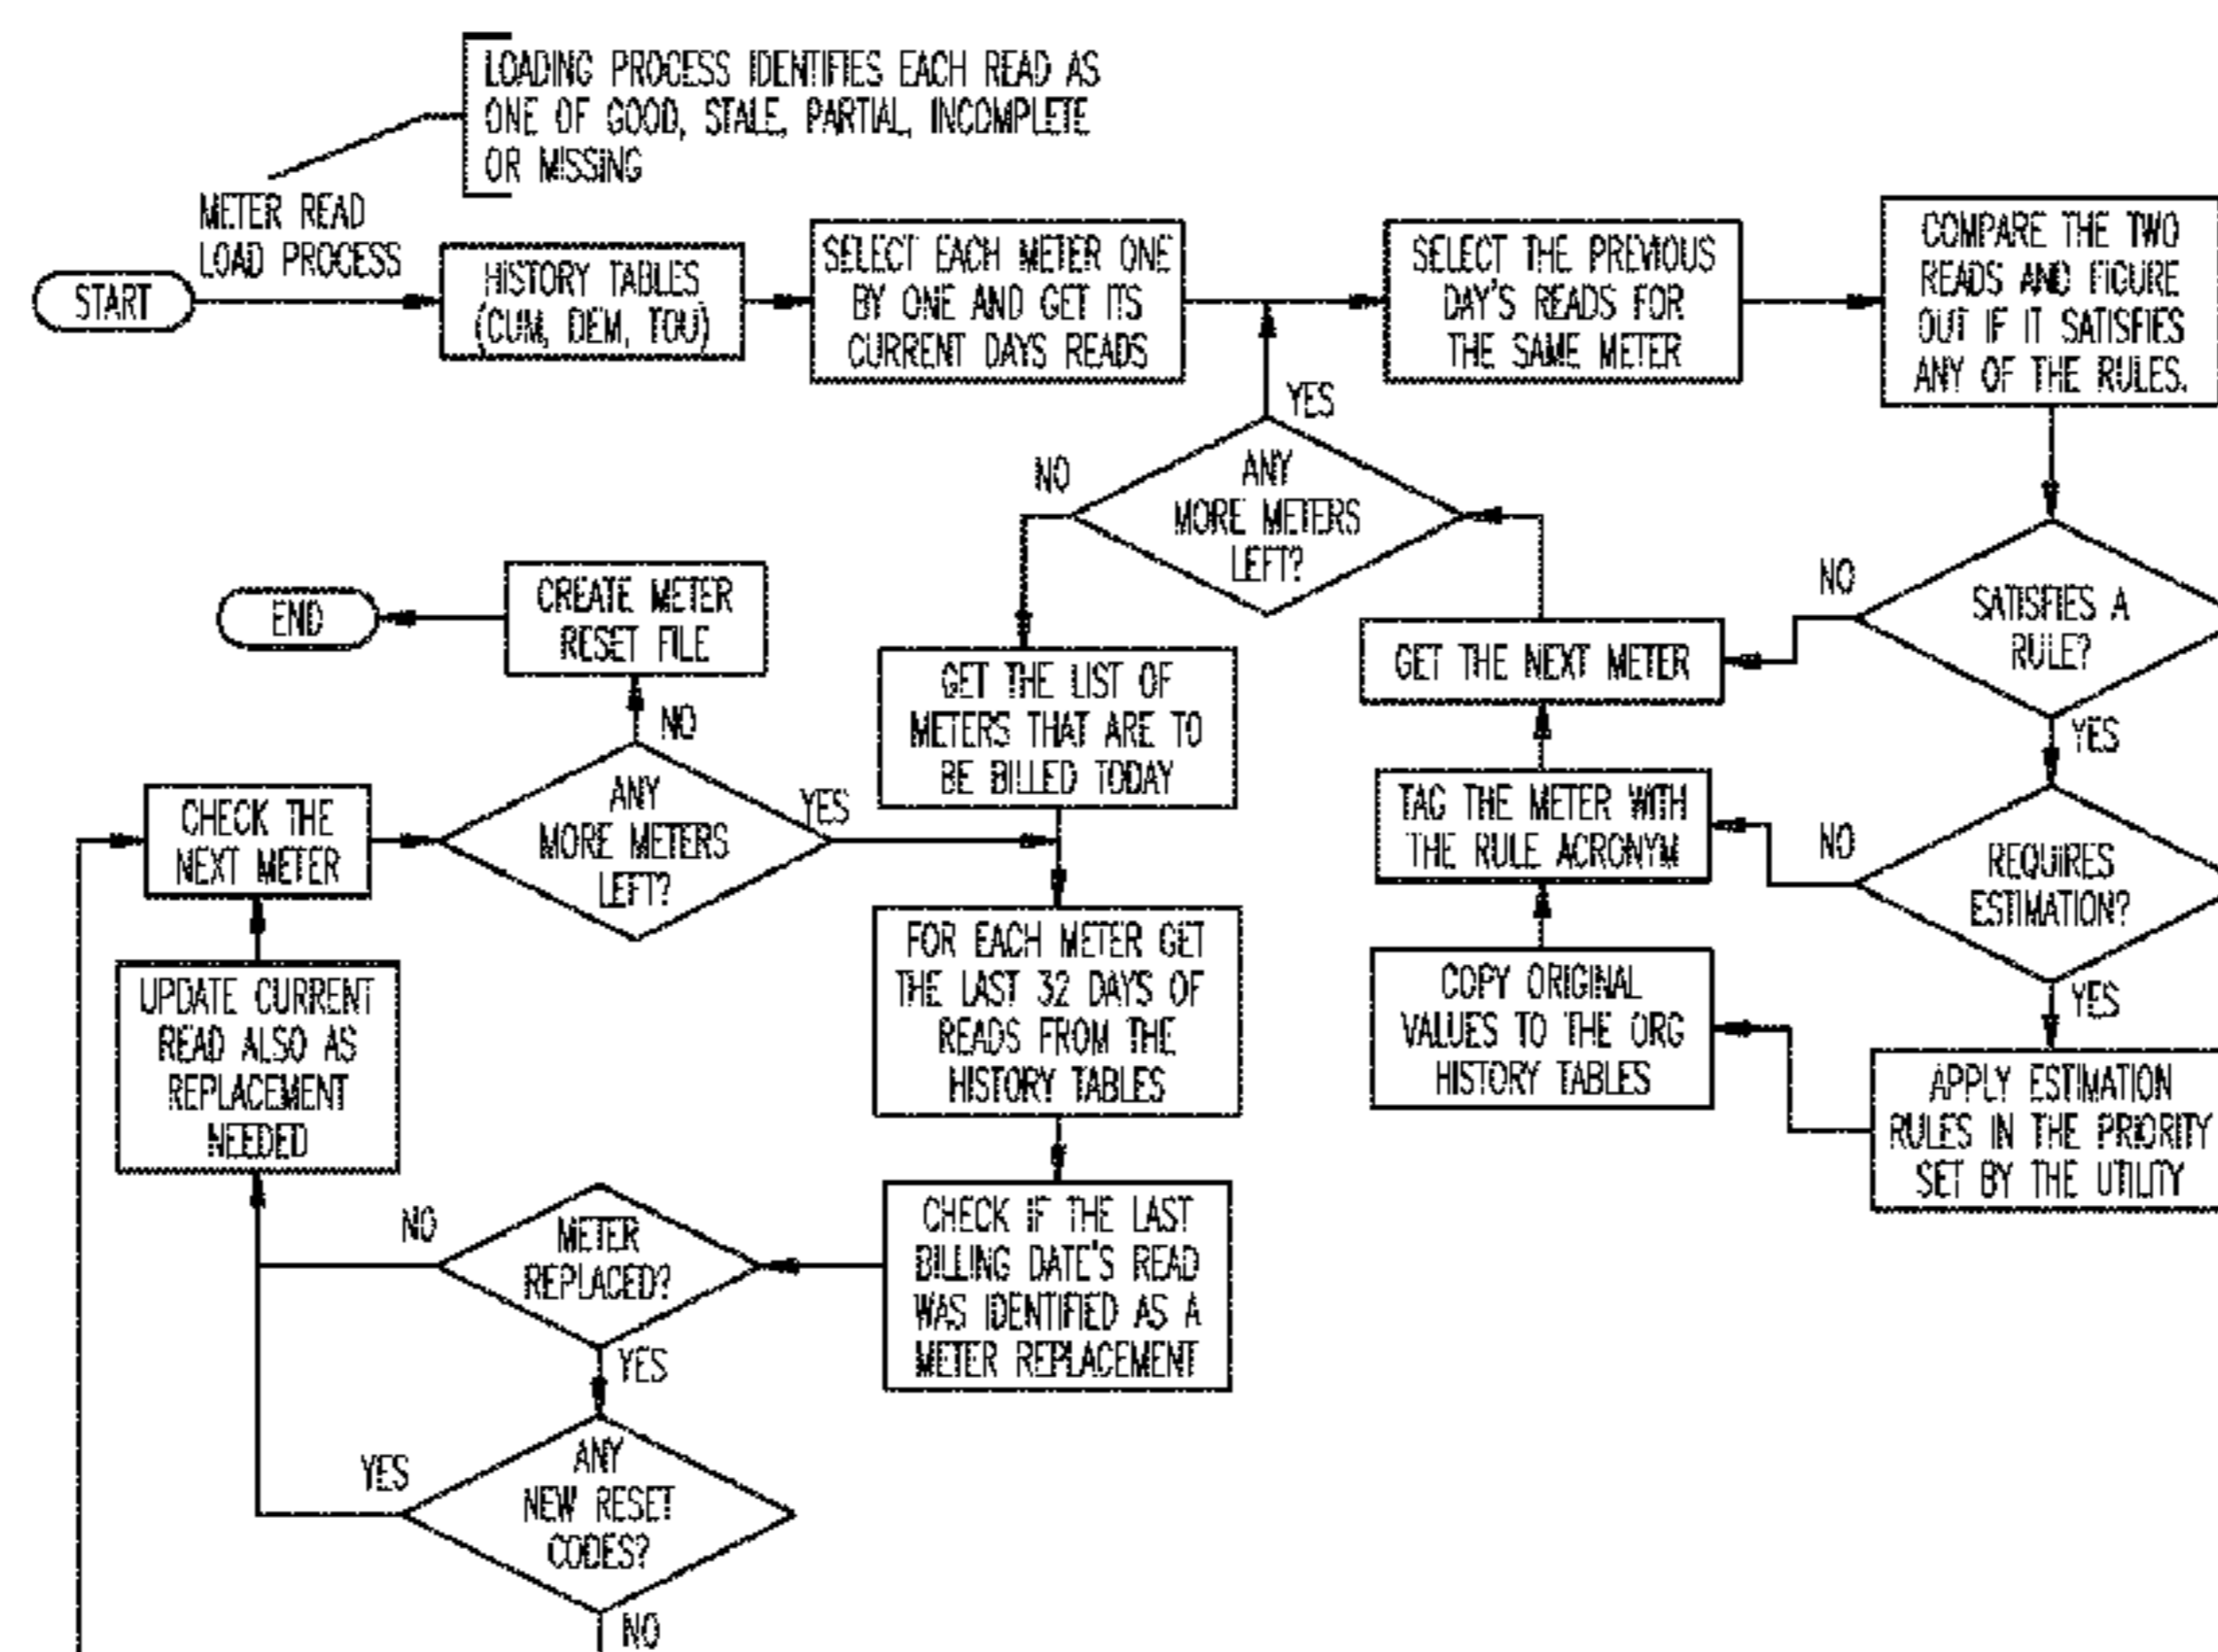 LOADING PROCESS IDENTIFIES EACH READ AS
ONE OF GOOD, STALE, PARTIAL, INCOMPLETE
OR MISSING
METER READ
LOAD PROCESS
START
HISTORY TABLES
(CUM, DEM, TOU)
SELECT EACH METER ONE
BY ONE AND GET ITS
CURRENT DAYS READS
SELECT THE PREVIOUS
DAY'S READS FOR
THE SAME METER
COMPARE THE TWO
READS AND FIGURE
OUT IF IT SATISFIES
ANY OF THE RULES.
YES
NO
ANY
MORE METERS
LEFT?
NO
SATISFIES A
RULE?
YES
GET THE NEXT METER
END
CREATE METER
RESET FILE
NO
GET THE LIST OF
METERS THAT ARE TO
BE BILLED TODAY
TAG THE METER WITH
THE RULE ACRONYM
NO
REQUIRES
ESTIMATION?
YES
CHECK THE
NEXT METER
ANY
MORE METERS
LEFT?
YES
FOR EACH METER GET
THE LAST 32 DAYS OF
READS FROM THE
HISTORY TABLES
COPY ORIGINAL
VALUES TO THE ORG
HISTORY TABLES
APPLY ESTIMATION
RULES IN THE PRIORITY
SET BY THE UTILITY
UPDATE CURRENT
READ ALSO AS
REPLACEMENT
NEEDED
NO
METER
REPLACED?
YES
CHECK IF THE LAST
BILLING DATE'S READ
WAS IDENTIFIED AS A
METER REPLACEMENT
YES
ANY
NEW RESET
CODES?
NO